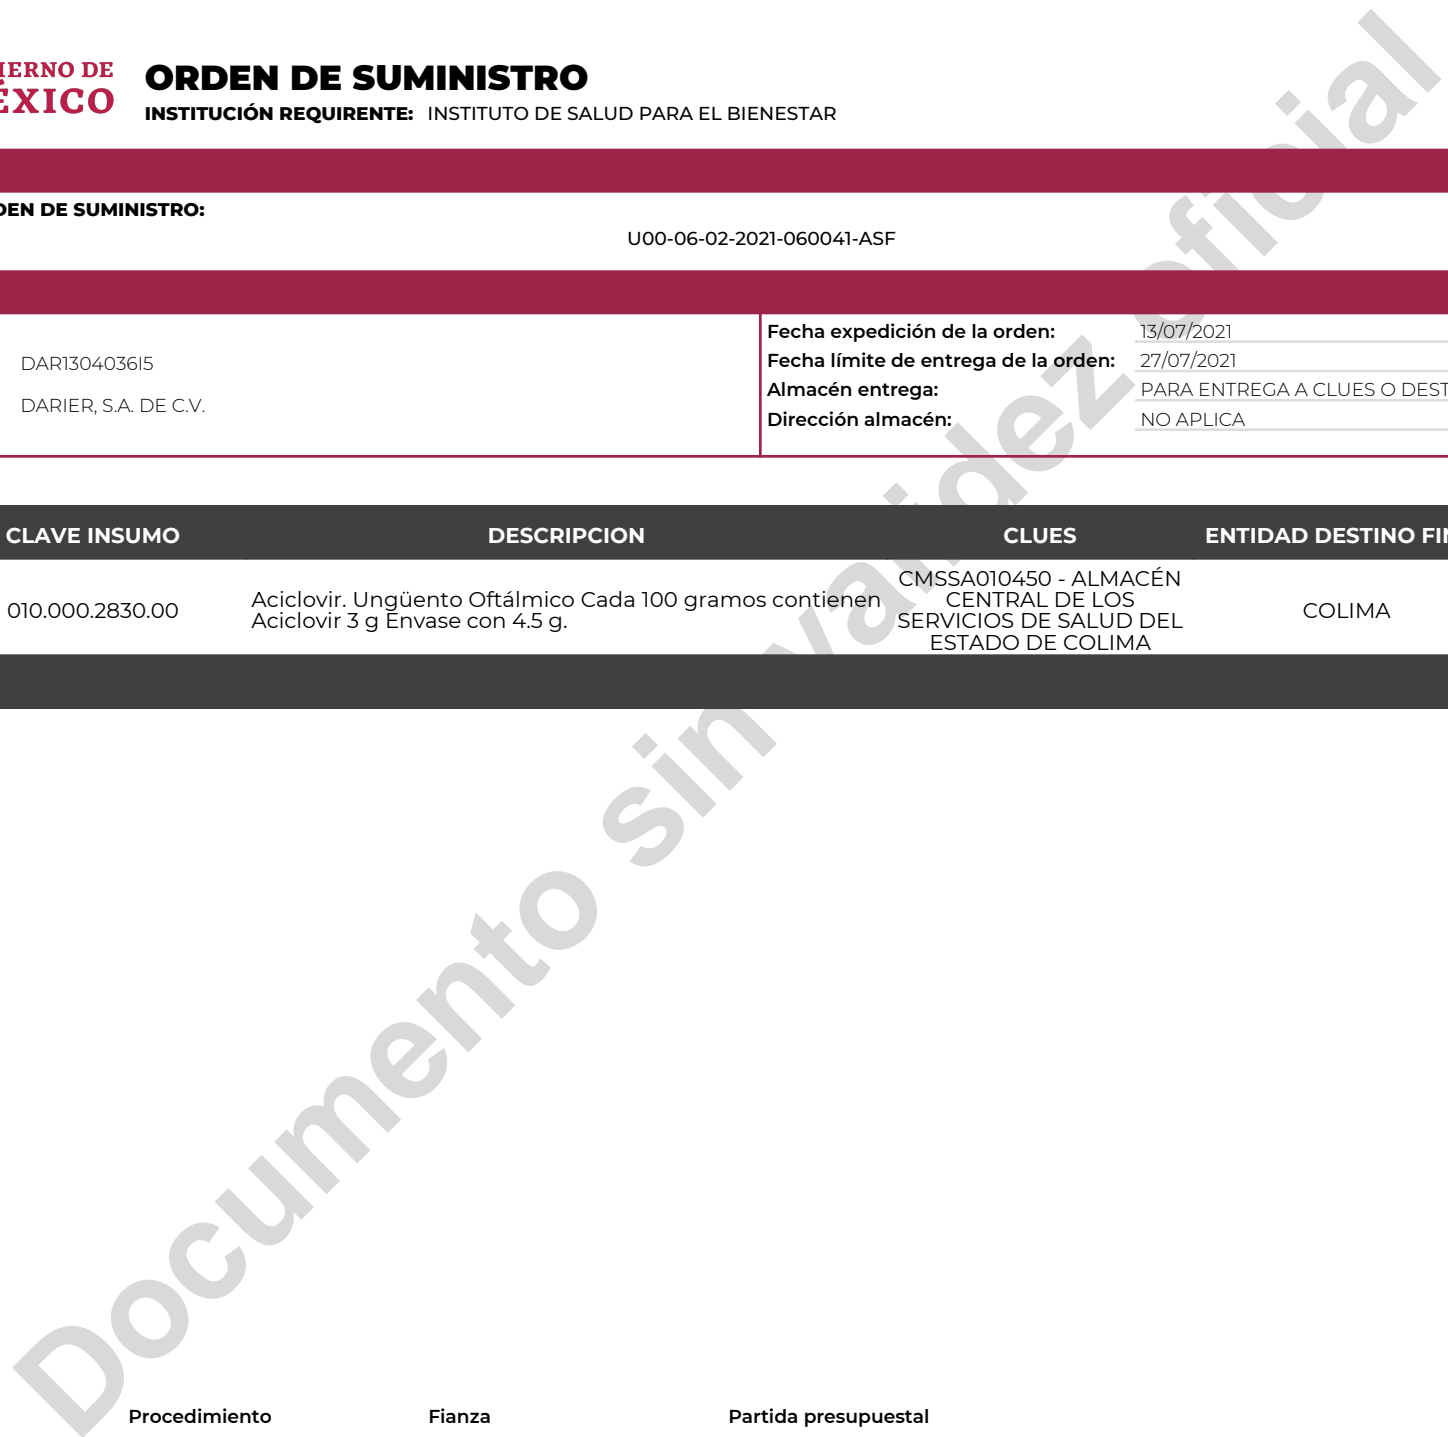 IERNO DE
ÉXICO
ORDEN DE SUMINISTRO
INSTITUCIÓN REQUIRENTE: INSTITUTO DE SALUD PARA EL BIENESTAR
DEN DE SUMINISTRO:
U00-06-02-2021-060041-ASF
DAR1304036I5
DARIER, S.A. DE C.V.
Fecha expedición de la orden: 13/07/2021
Fecha límite de entrega de la orden: 27/07/2021
Almacén entrega: PARA ENTREGA A CLUES O DEST
Dirección almacén: NO APLICA
CLAVE INSUMO DESCRIPCION CLUES ENTIDAD DESTINO FIN
010.000.2830.00
Aciclovir. Ungüento Oftálmico Cada 100 gramos contienen
Aciclovir 3 g Envase con 4.5 g.
CMSSA010450 - ALMACÉN
CENTRAL DE LOS
SERVICIOS DE SALUD DEL
ESTADO DE COLIMA
COLIMA
Documento sin validez oficial
Procedimiento Fianza Partida presupuestal